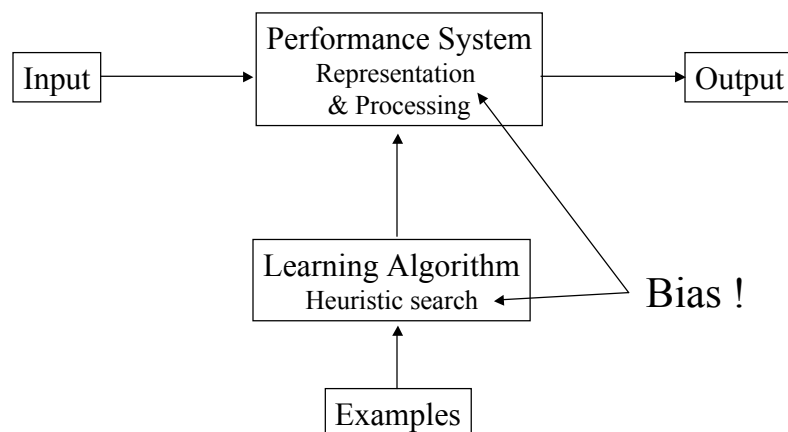 Performance System
Input
Representation
Output
& Processing
Learning Algorithm
Heuristic search
Bias !
Examples